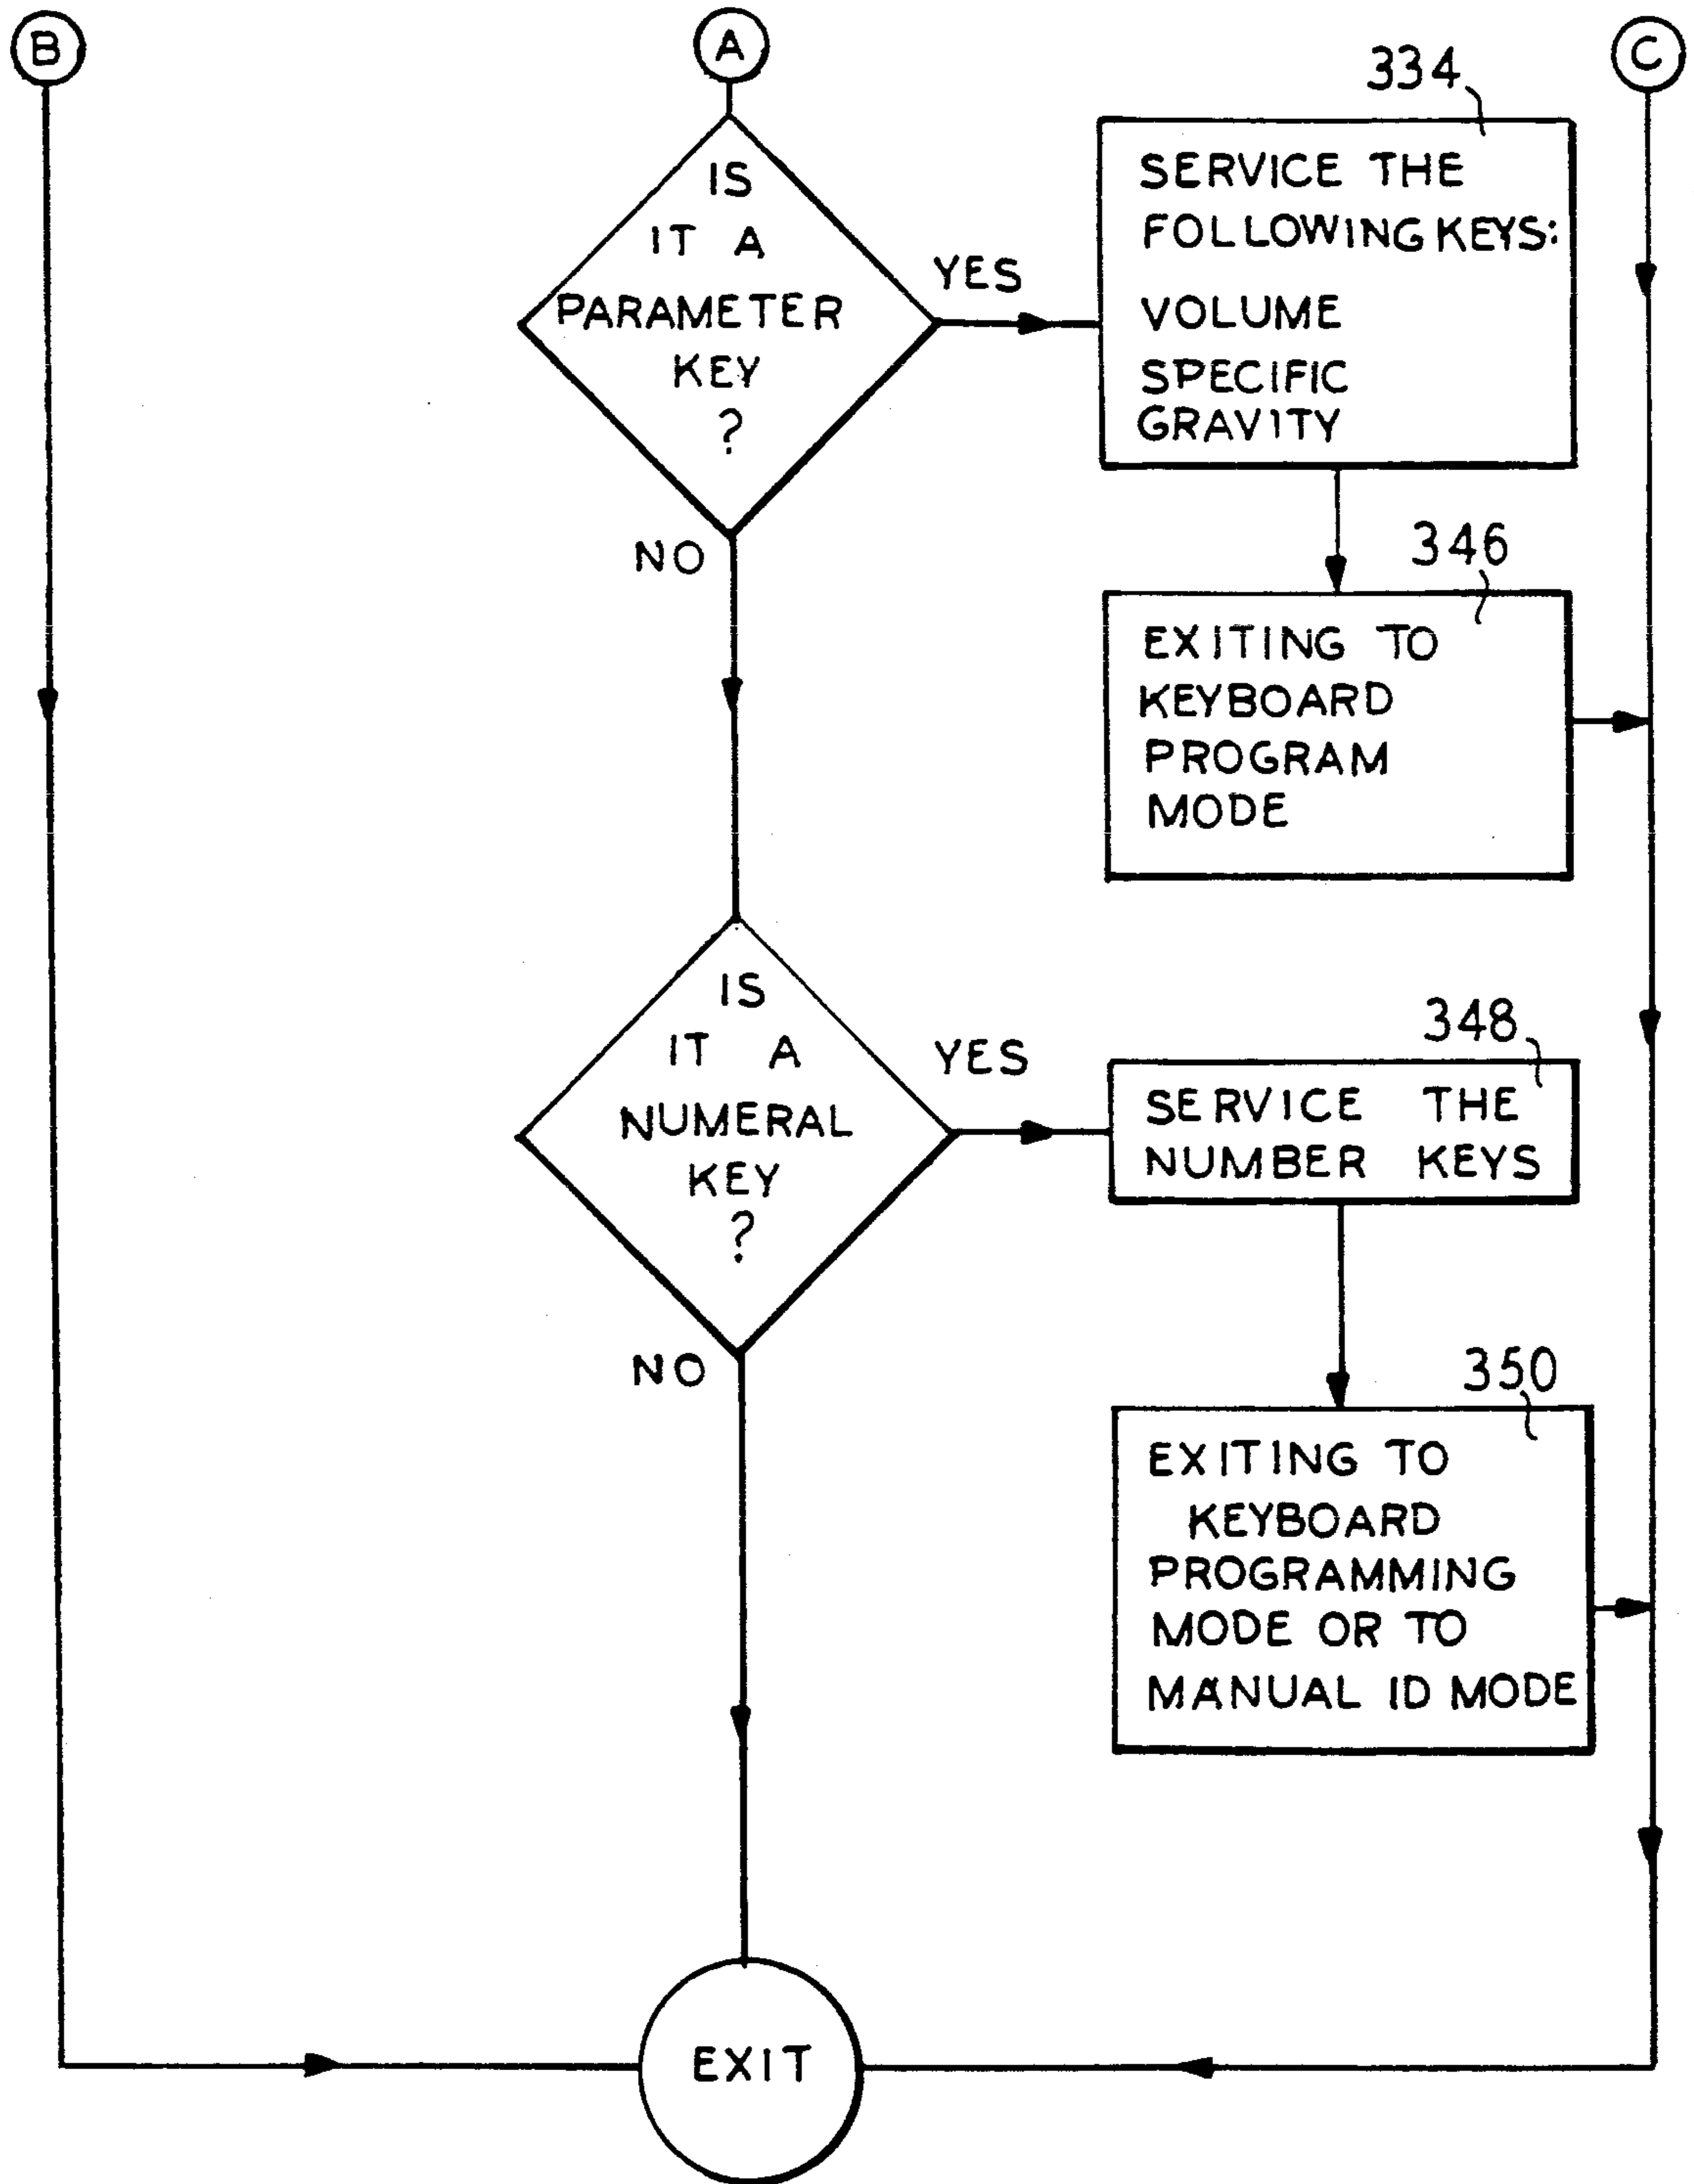 B
A
C
334
IS
IT A
PARAMETER
KEY
?
YES
NO
SERVICE THE
FOLLOWING KEYS:
VOLUME
SPECIFIC
GRAVITY
346
EXITING TO
KEYBOARD
PROGRAM
MODE
IS
IT A
NUMERAL
KEY
?
YES
NO
348
SERVICE THE
NUMBER KEYS
350
EXITING TO
KEYBOARD
PROGRAMMING
MODE OR TO
MANUAL ID MODE
EXIT